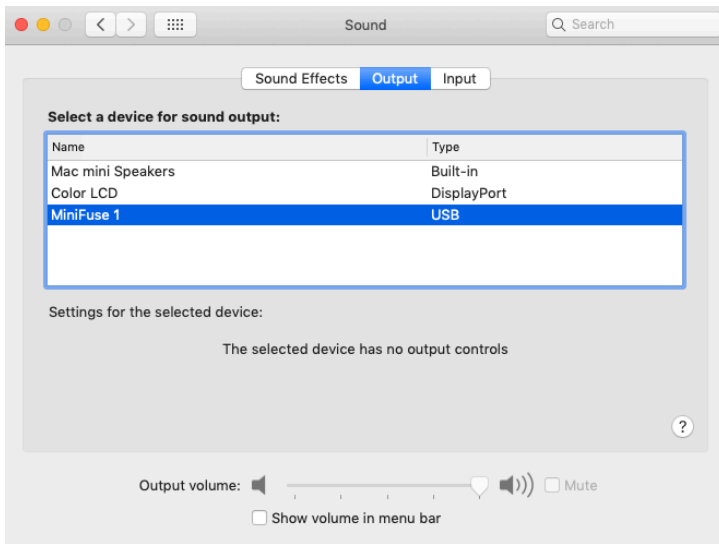 Sound
Search
Sound Effects Output Input
Select a device for sound output:
Name Type
Mac mini Speakers Built-in
Color LCD DisplayPort
MiniFuse 1 USB
Settings for the selected device:
The selected device has no output controls
?
Output volume: Mute
Show volume in menu bar